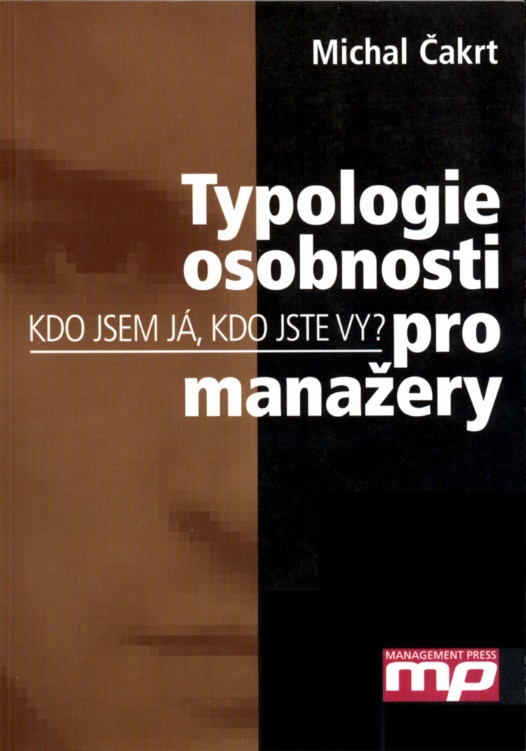 Michal Čakrt
Typologie
osobnosti
KDO JSEM JÁ, KDO JSTE VY? pro
manažery
MANAGEMENT PRESS
mp